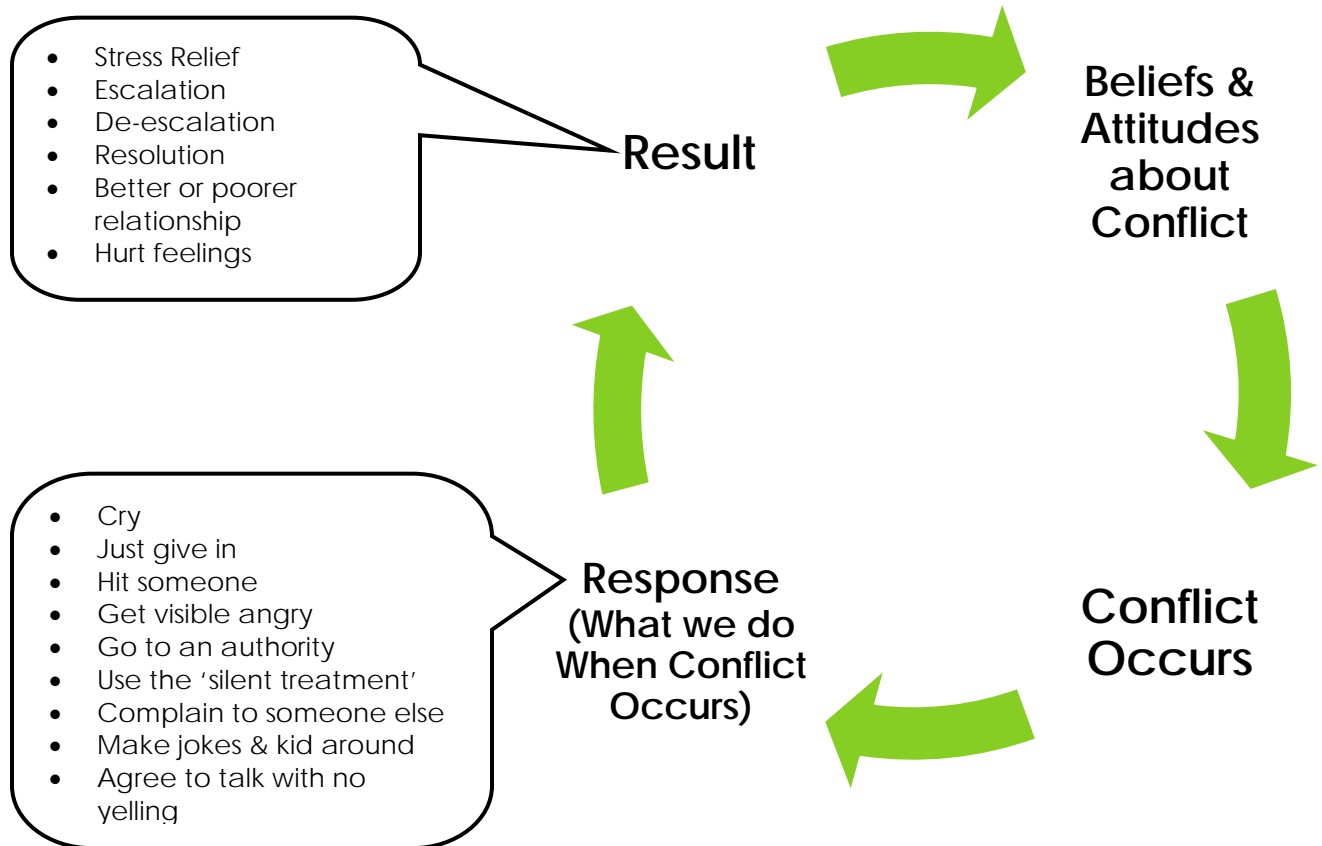 • Stress Relief
• Escalation
• De-escalation
• Resolution
• Better or poorer
relationship
• Hurt feelings
Result
Beliefs &
Attitudes
about
Conflict
Conflict
Occurs
Response
(What we do
When Conflict
Occurs)
• Cry
• Just give in
• Hit someone
• Get visible angry
• Go to an authority
• Use the ‘silent treatment’
• Complain to someone else
• Make jokes & kid around
• Agree to talk with no
yelling